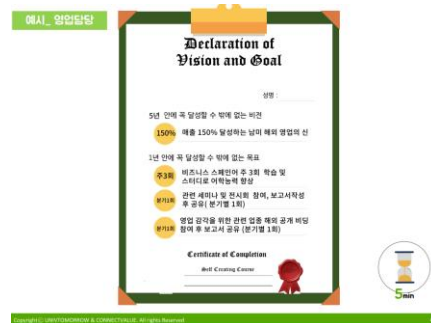 예시_ 영업담당
Declaration of
Vision and Goal
성명 :
5년 안에 꼭 달성할 수 밖에 없는 비전
150%
매출 150% 달성하는 남미 해외 영업의 산
1년 안에 꼭 달성할 수 밖에 없는 목표
주3회
비즈니스 스페인어 주 3회 학습 및
스터디로 어학능력 향상
분기1회
관련 세미나 및 전시회 참여, 보고서작성
후 공유( 분기별 1회)
분기1회
영업 감각을 위한 관련 업종 해외 공개 비딩
참여 후 보고서 공유 ( 분기별 1회)
Certificate of Completion
Self Creating Course
5min
Copyright ⓒ UNIVTOMORROW & CONNECTVALUE. All rights Reserved